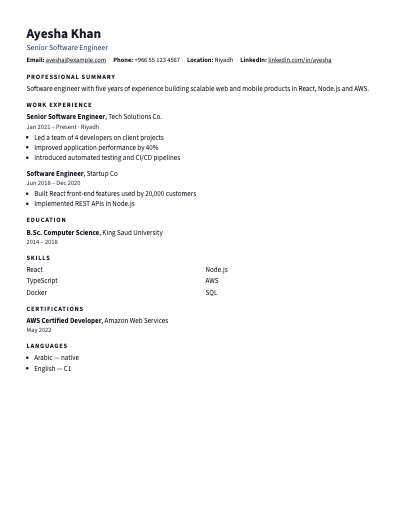 Ayesha Khan
Senior Software Engineer
Email: ayesha@example.com Phone: +966 55 123 4567 Location: Riyadh LinkedIn: linkedin.com/in/ayesha
PROFESSIONAL SUMMARY
Software engineer with five years of experience building scalable web and mobile products in React, Node.js and AWS.
WORK EXPERIENCE
Senior Software Engineer, Tech Solutions Co.
Jan 2021 – Present · Riyadh
• Led a team of 4 developers on client projects
• Improved application performance by 40%
• Introduced automated testing and CI/CD pipelines
Software Engineer, Startup Co
Jun 2018 – Dec 2020
• Built React front-end features used by 20,000 customers
• Implemented REST APIs in Node.js
EDUCATION
B.Sc. Computer Science, King Saud University
2014 – 2018
SKILLS
React Node.js
TypeScript AWS
Docker SQL
CERTIFICATIONS
AWS Certified Developer, Amazon Web Services
May 2022
LANGUAGES
• Arabic — native
• English — C1